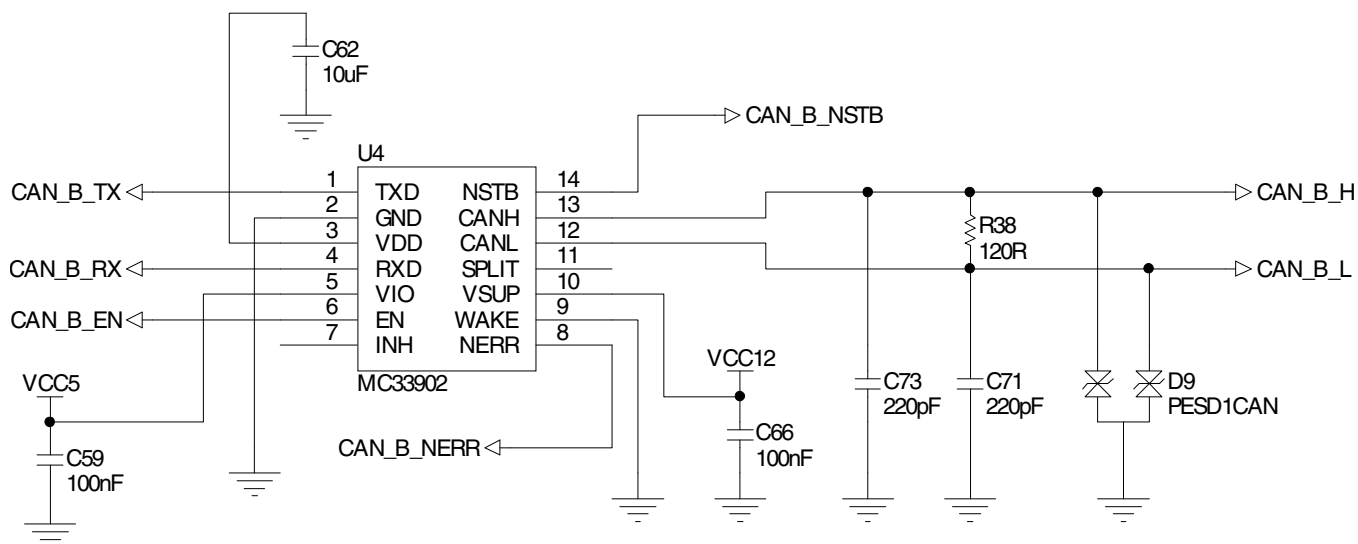 C62
10uF
CAN_B_NSTB
U4
CAN_B_TX
1
TXD
NSTB
14
CAN_B_H
2
GND
CANH
13
R38
120R
3
VDD
CANL
12
CAN_B_RX
4
RXD
SPLIT
11
CAN_B_L
5
VIO
VSUP
10
CAN_B_EN
6
EN
WAKE
9
7
INH
NERR
8
MC33902
VCC5
VCC12
C73
220pF
C71
220pF
D9
PESD1CAN
CAN_B_NERR
C66
100nF
C59
100nF